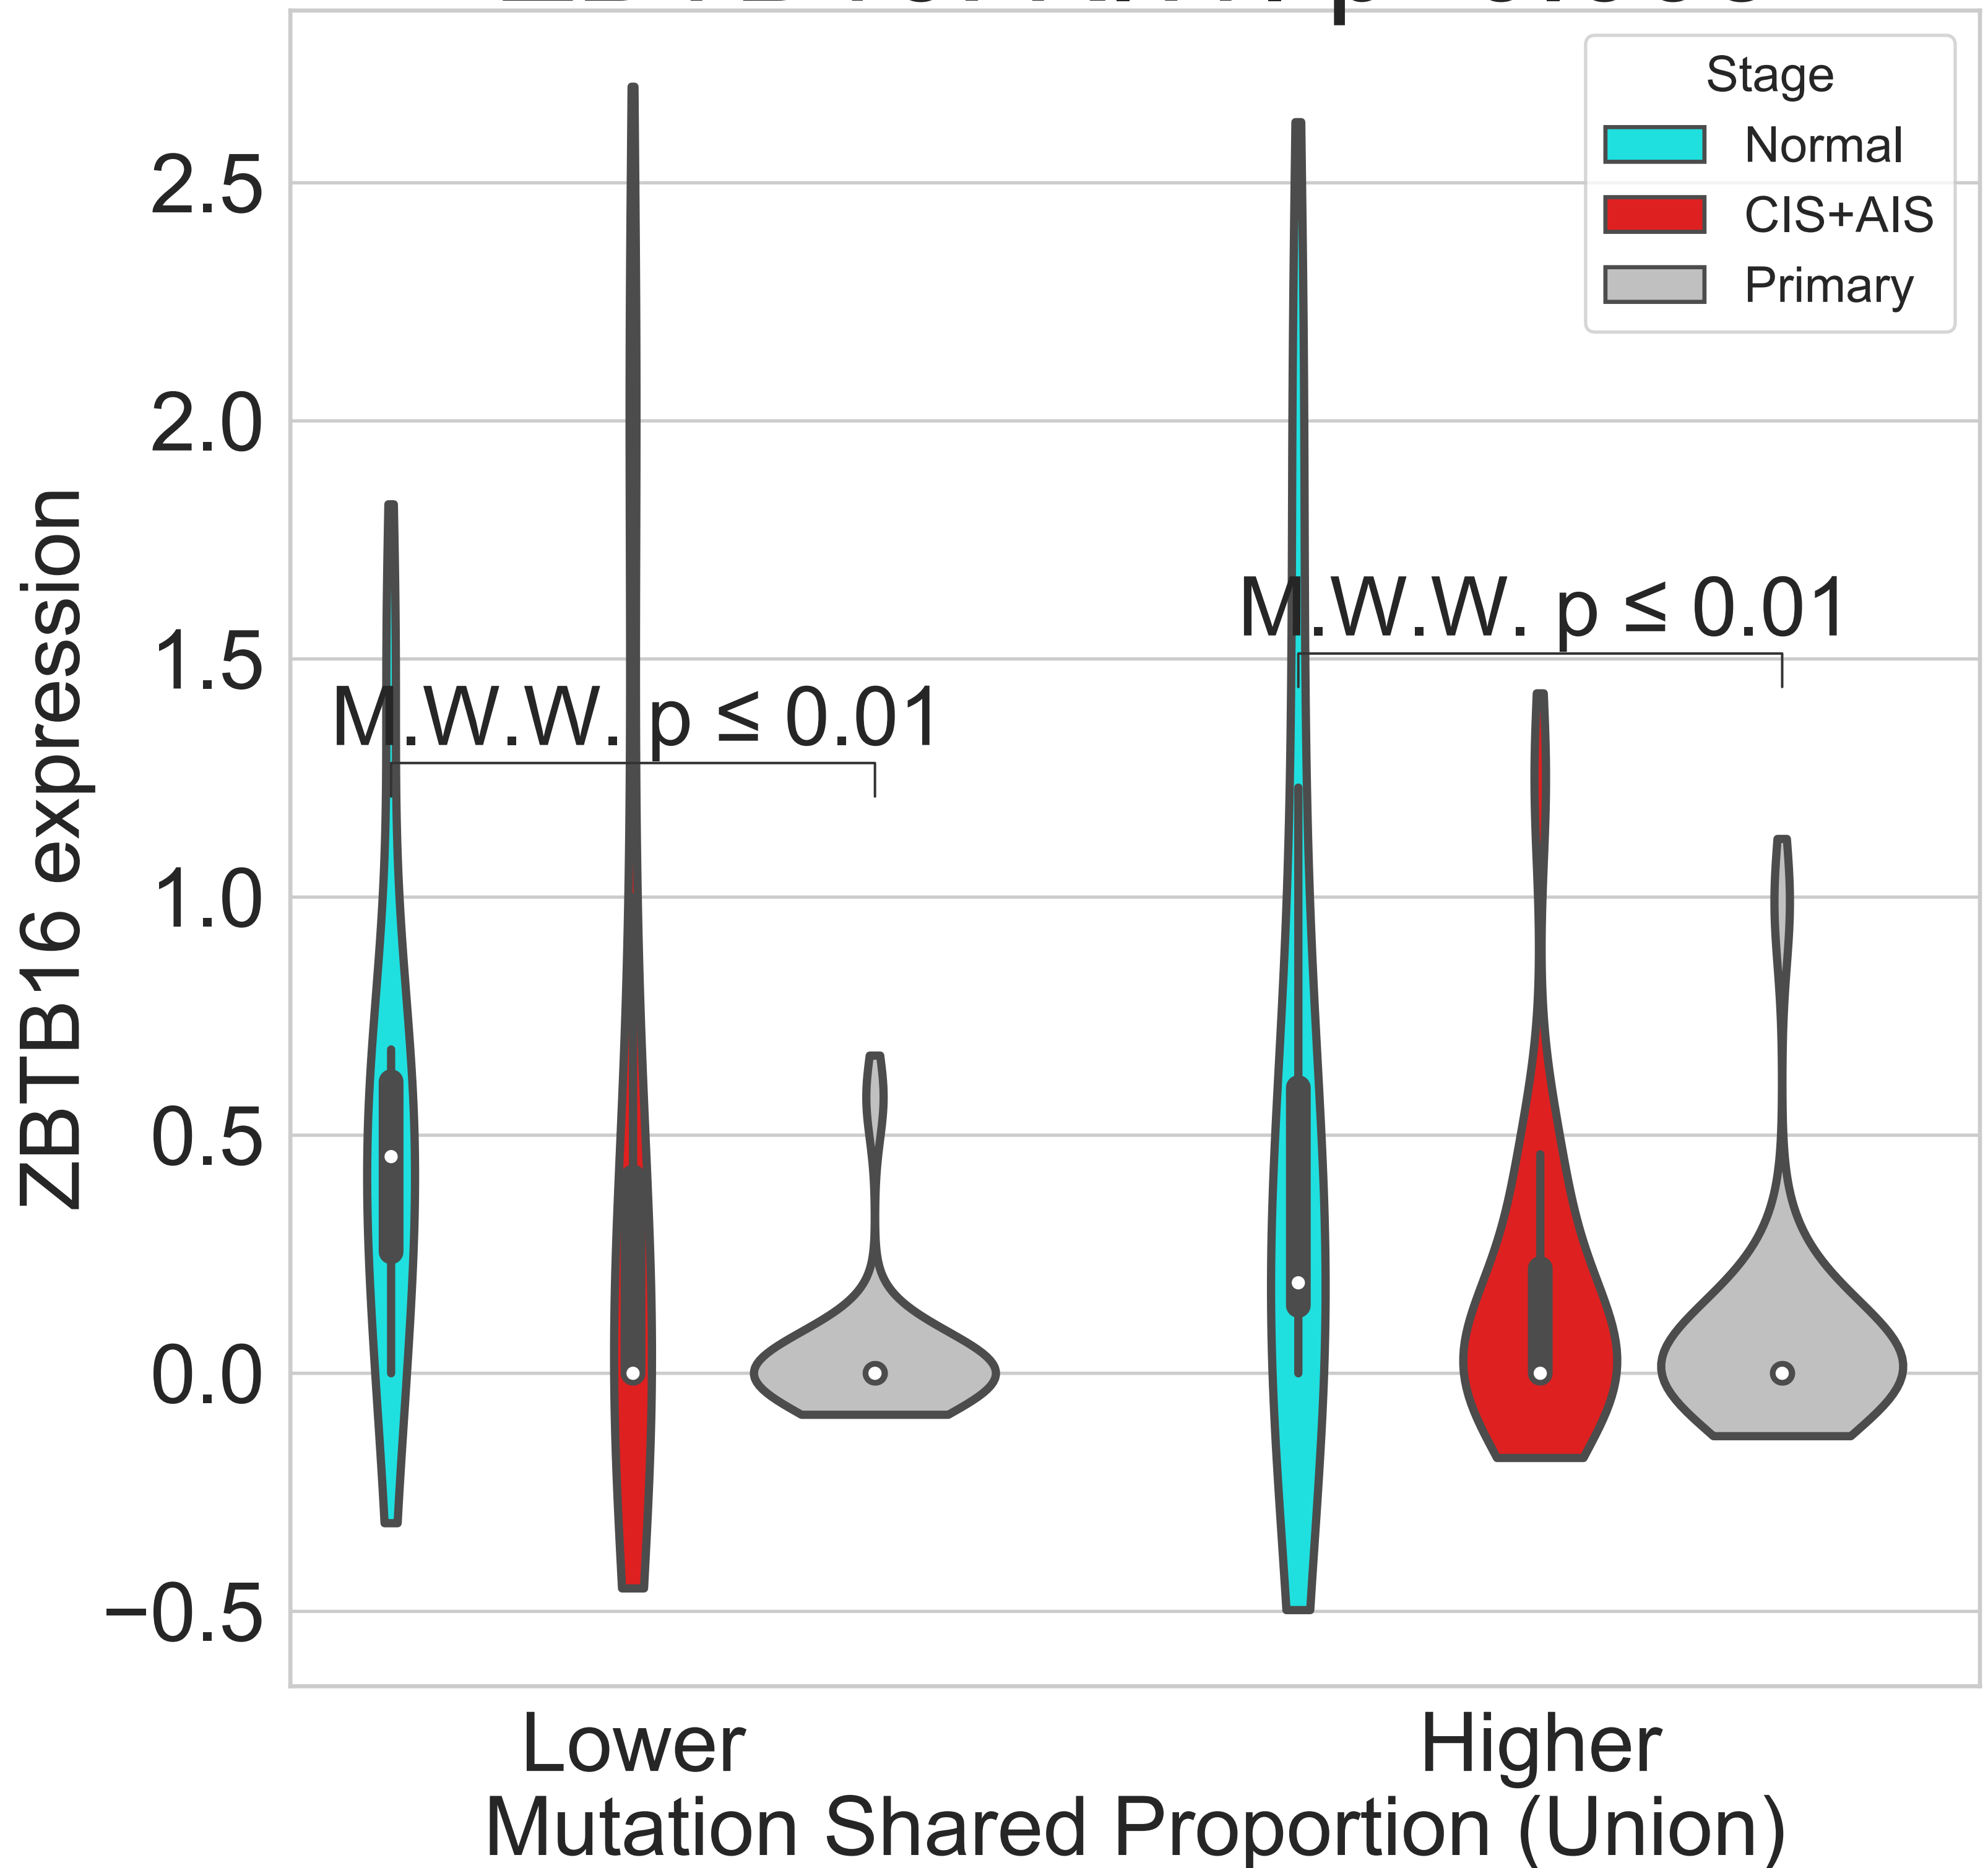 Stage
Normal
CIS+AIS
Primary
2.5
2.0
1.5
1.0
0.5
0.0
−0.5
ZBTB16 expression
M.W.W. p ≤ 0.01
M.W.W. p ≤ 0.01
Lower
Higher
Mutation Shared Proportion (Union)